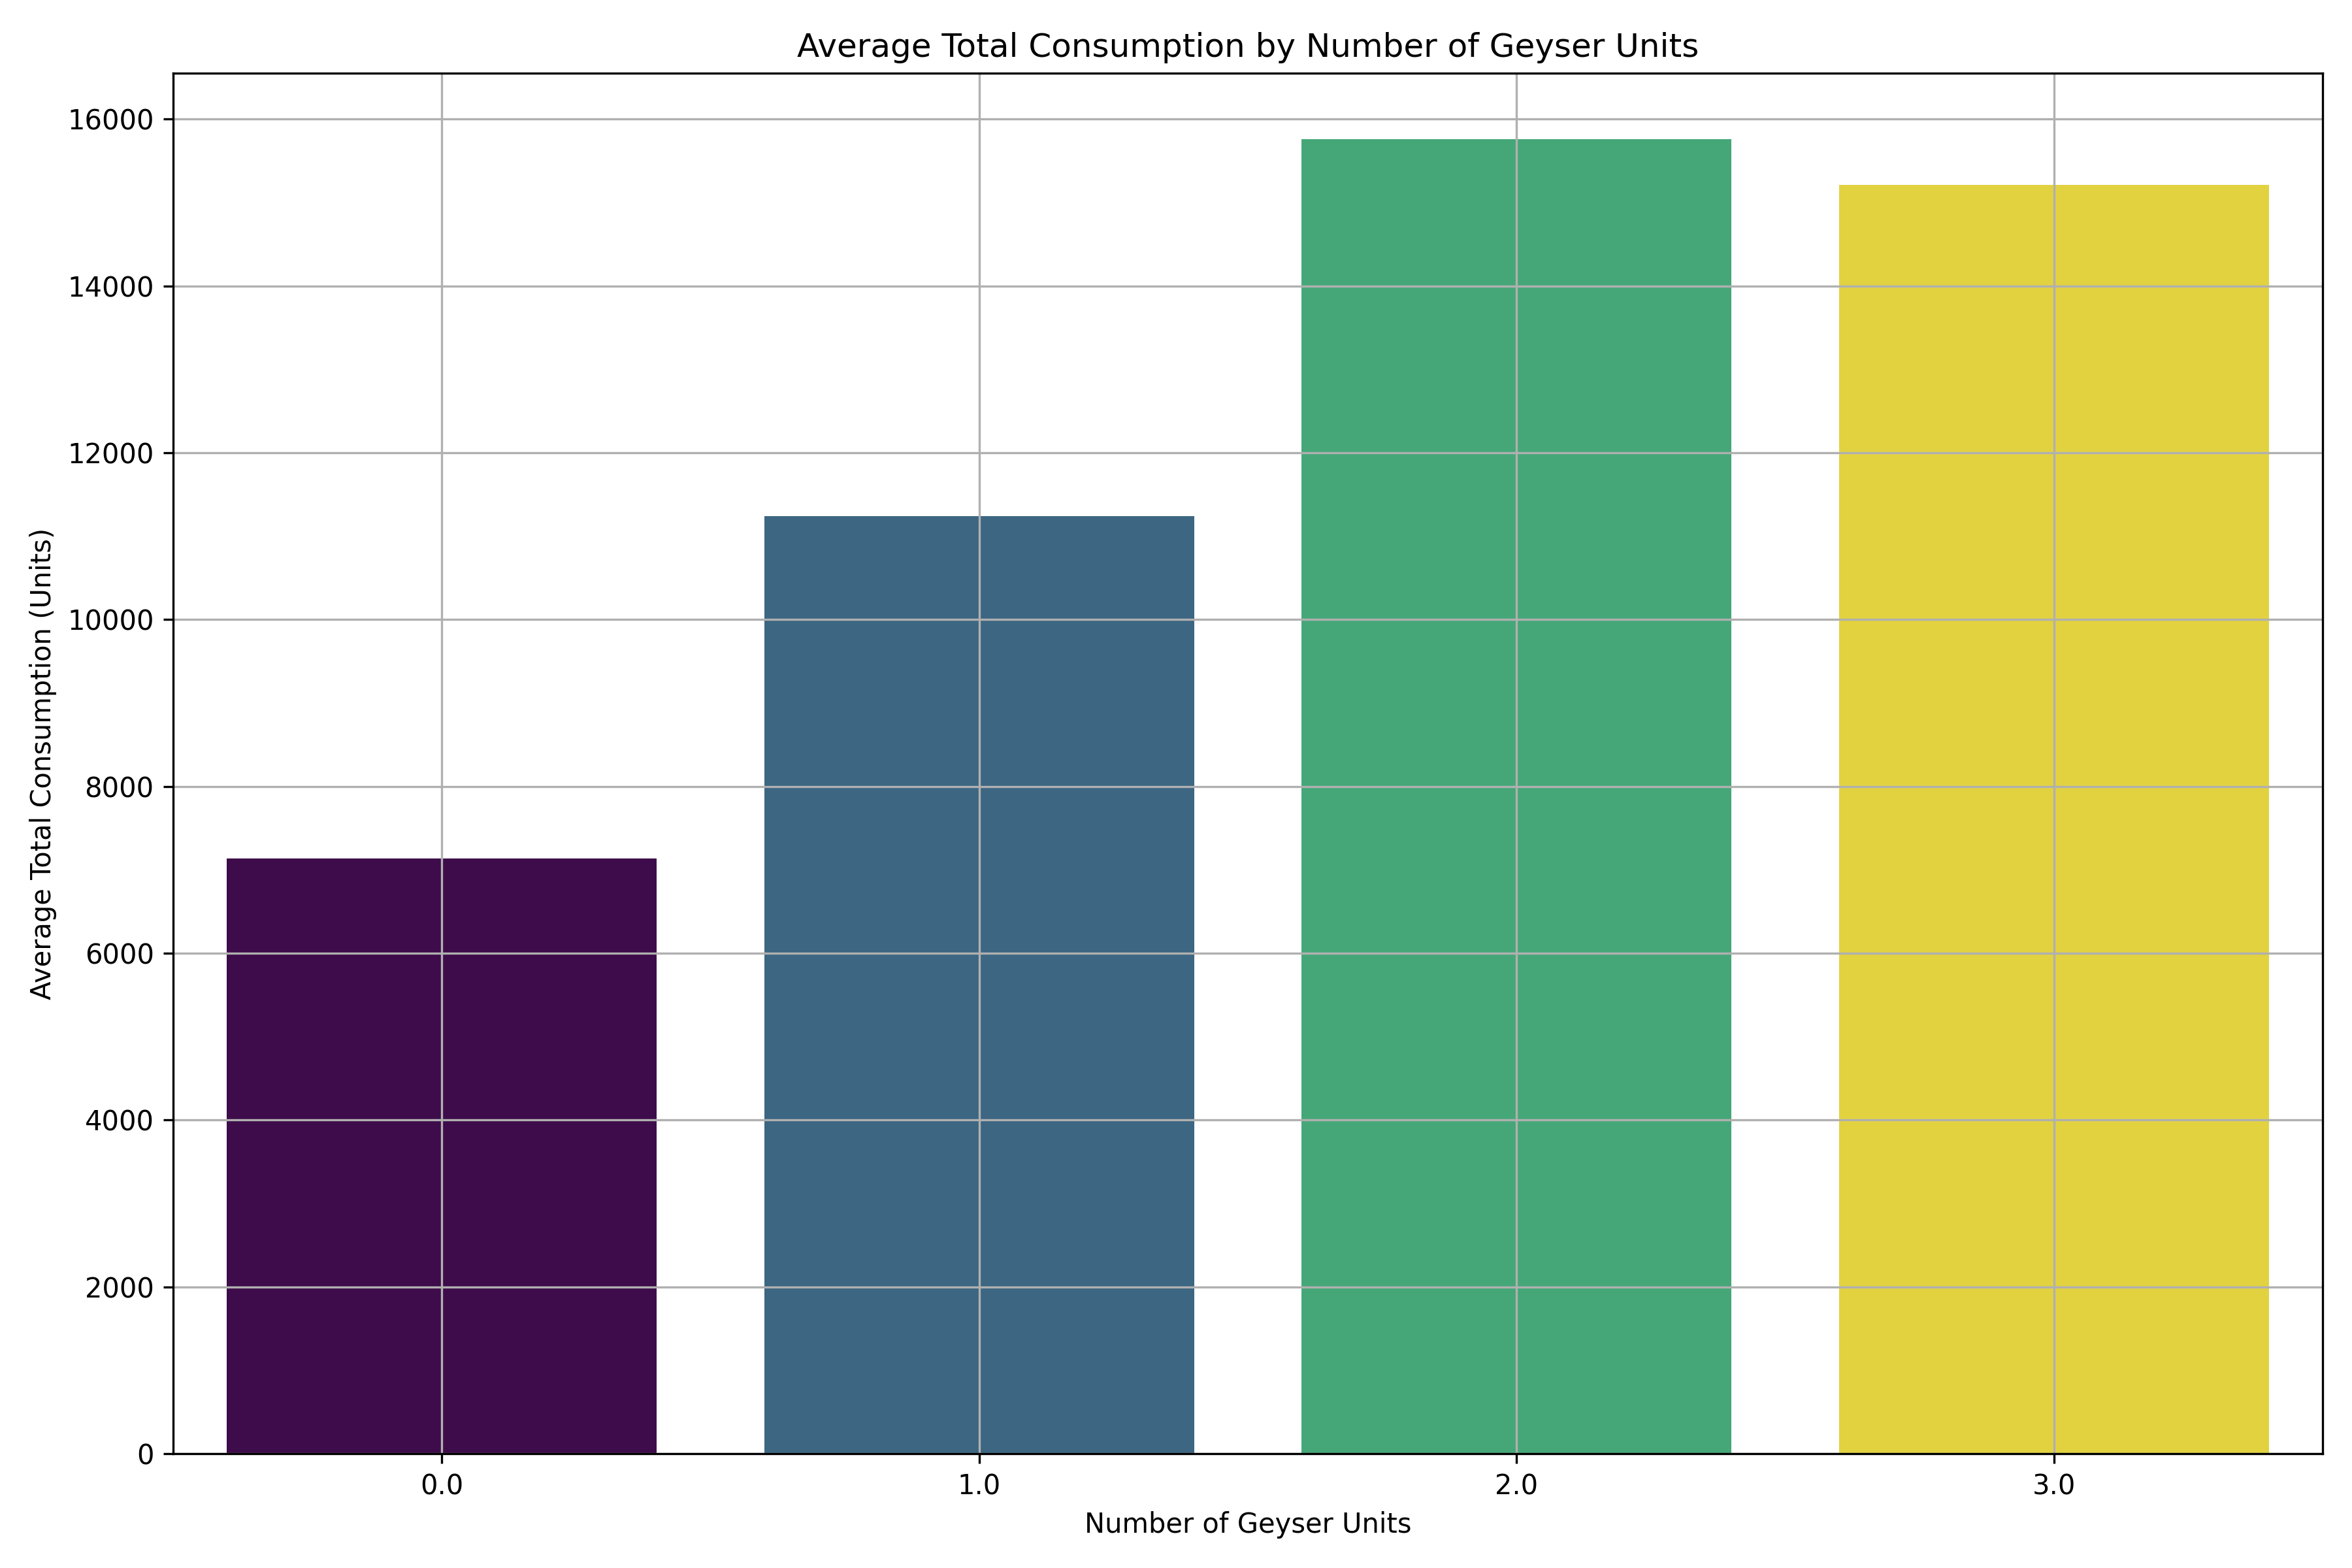 Average Total Consumption by Number of Geyser Units
Average Total Consumption (Units)
16000
14000
12000
10000
8000
6000
4000
2000
0
0.0 1.0 2.0 3.0
Number of Geyser Units